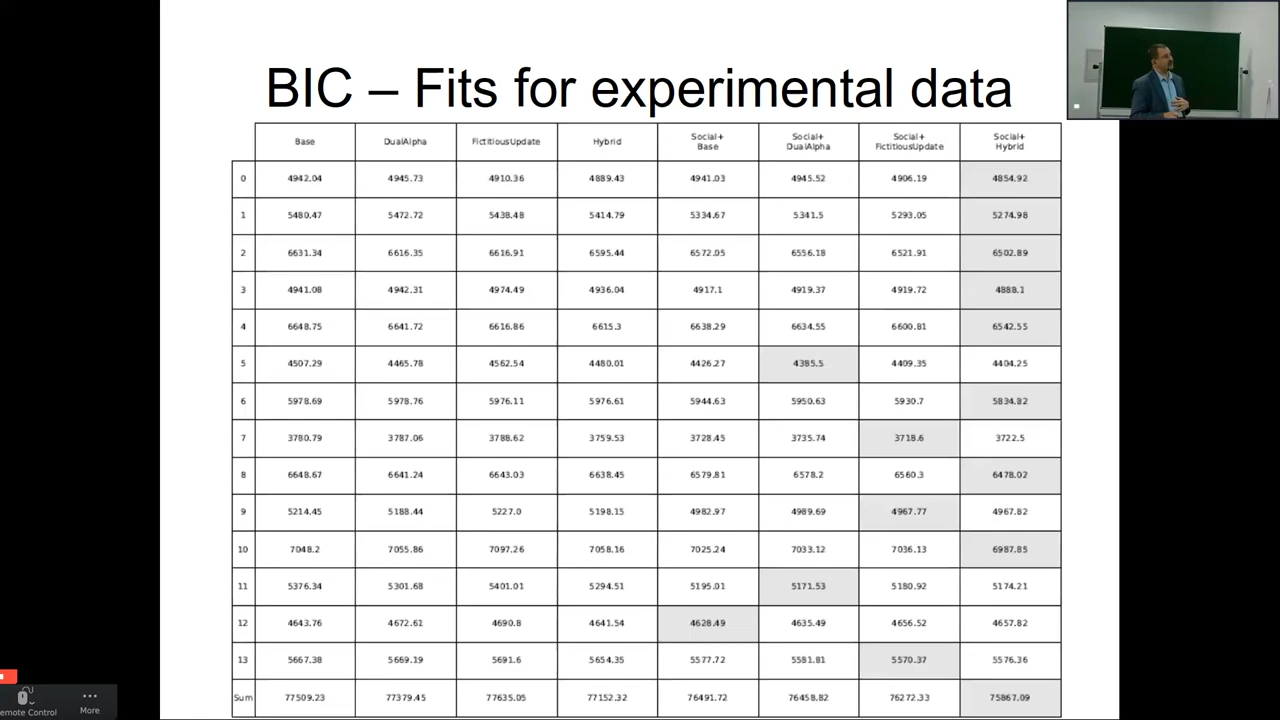 BIC – Fits for experimental data
Base DualAlpha FictitiousUpdate Hybrid Social+ Base Social+ DualAlpha Social+ FictitiousUpdate Social+ Hybrid
0 4942.04 4945.73 4910.36 4889.43 4941.03 4945.52 4906.19 4854.92
1 5480.47 5472.72 5438.48 5414.79 5334.67 5341.5 5293.05 5274.98
2 6631.34 6616.35 6616.91 6595.44 6572.05 6556.18 6521.91 6502.89
3 4941.08 4942.31 4974.49 4936.04 4917.1 4919.37 4919.72 4888.1
4 6648.75 6641.72 6616.86 6615.3 6638.29 6634.55 6600.81 6542.55
5 4507.29 4465.78 4562.54 4480.01 4426.27 4385.5 4409.35 4404.25
6 5978.69 5978.76 5976.11 5976.61 5944.63 5950.63 5930.7 5834.82
7 3780.79 3787.06 3788.62 3759.53 3728.45 3735.74 3718.6 3722.5
8 6648.67 6641.24 6643.03 6638.45 6579.81 6578.2 6560.3 6478.02
9 5214.45 5188.44 5227.0 5198.15 4982.97 4989.69 4967.77 4967.82
10 7048.2 7055.86 7097.26 7058.16 7025.24 7033.12 7036.13 6987.85
11 5376.34 5301.68 5401.01 5294.51 5195.01 5171.53 5180.92 5174.21
12 4643.76 4672.61 4690.8 4641.54 4628.49 4635.49 4656.52 4657.82
13 5667.38 5669.19 5691.6 5654.35 5577.72 5581.81 5570.37 5576.36
Sum 77509.23 77379.45 77635.05 77152.32 76491.72 76458.82 76272.33 75867.09
emote Control More